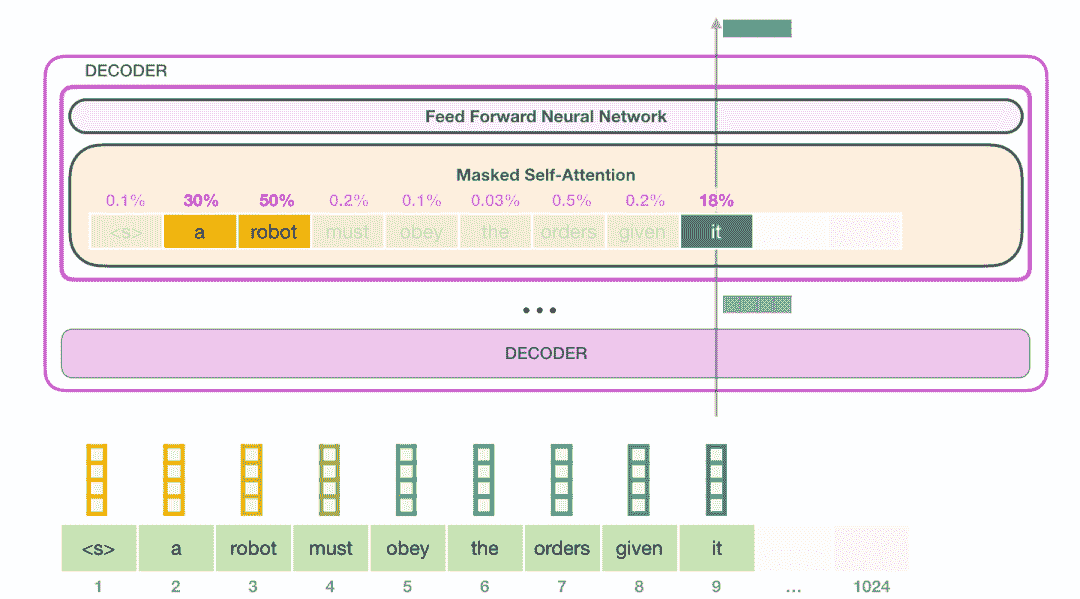 DECODER
Feed Forward Neural Network
Masked Self-Attention
0.1% 30% 50% 0.2% 0.1% 0.03% 0.5% 0.2% 18%
<s> a robot must obey the orders given it
...
DECODER
<s> a robot must obey the orders given it
1 2 3 4 5 6 7 8 9 ... 1024